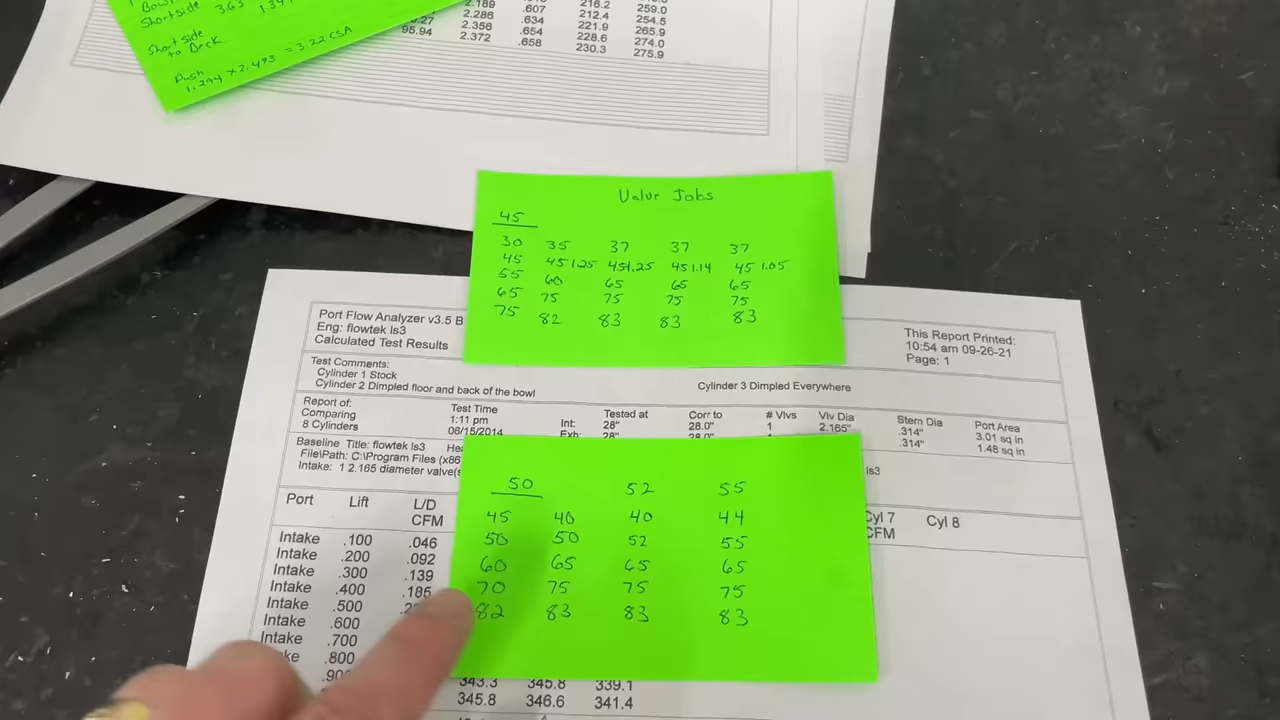 Bowl
Shortside 3.63
Short side
to Deck
Push
1.294 x 2.493 = 3.22 CSA
2.189 .607 216.2 259.0
2.286 .634 212.4 254.5
2.356 .654 221.9 265.9
95.94 2.372 .658 228.6 274.0
230.3 275.9
Valve Jobs
45
30 35 37 37 37
45 45 1.25 45 1.25 45 1.14 45 1.05
55 60 65 65 65
65 75 75 75 75
75 82 83 83 83
Port Flow Analyzer v3.5 B
Eng: flowtek ls3
Calculated Test Results
This Report Printed:
10:54 am 09-26-21
Page: 1
Test Comments:
Cylinder 1 Stock
Cylinder 2 Dimpled floor and back of the bowl
Cylinder 3 Dimpled Everywhere
Report of: Test Time Tested at Corr to # Vlvs Vlv Dia Stem Dia Port Area
Comparing 1:11 pm Int: 28" 28.0" 1 2.165" .314" 3.01 sq in
8 Cylinders 06/15/2014 Exh: 28" 28.0" .314" 1.48 sq in
Baseline Title: flowtek ls3
File\Path: C:\Program Files (x86
Intake: 1 2.165 diameter valve(s
ls3
50 52 55
45 40 40 44
50 50 52 55
60 65 65 65
70 75 75 75
82 83 83 83
Port Lift L/D Cyl 7 Cyl 8
CFM CFM
Intake .100 .046
Intake .200 .092
Intake .300 .139
Intake .400 .185
Intake .500
Intake .600
Intake .700
.800
343.3 345.8 339.1
345.8 346.6 341.4